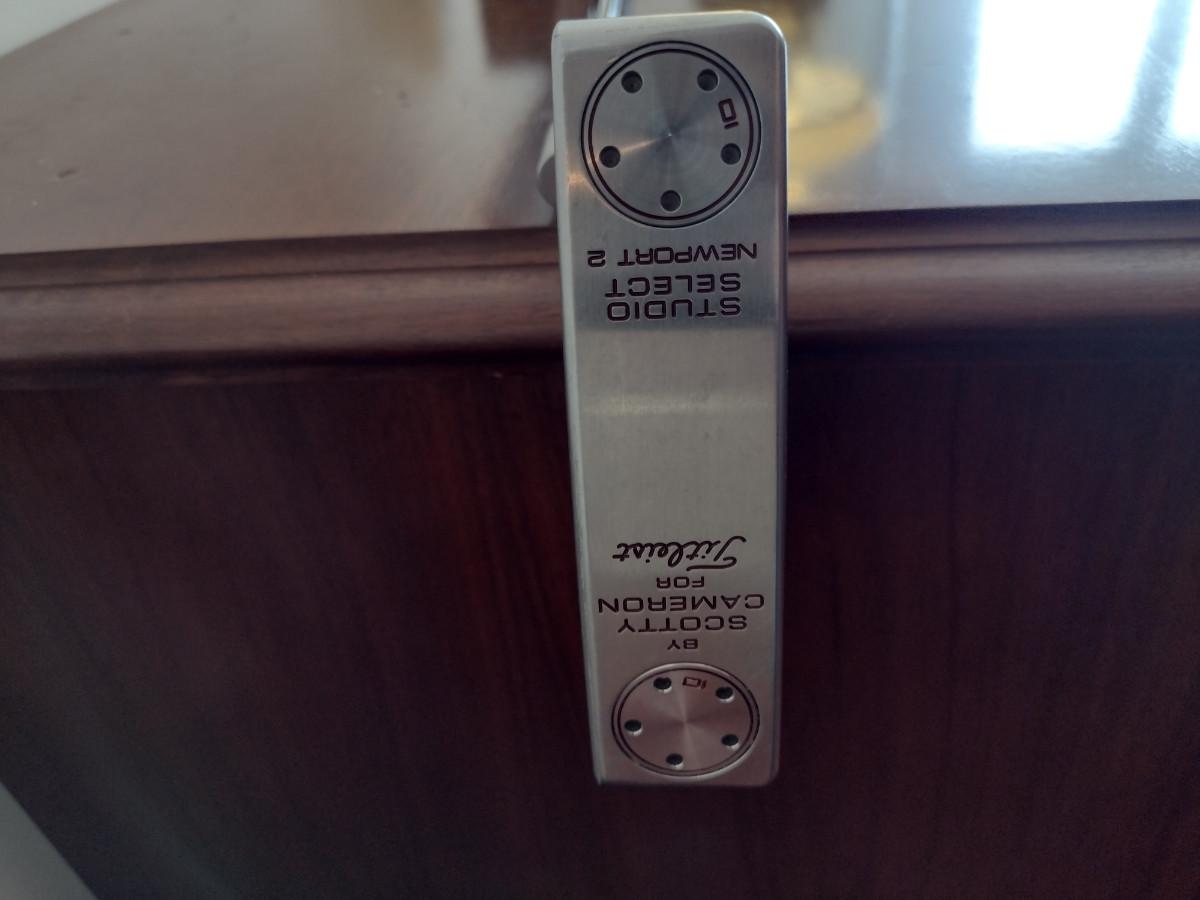 10
BY
SCOTTY
CAMERON
FOR
Titleist
STUDIO
SELECT
NEWPORT 2
10